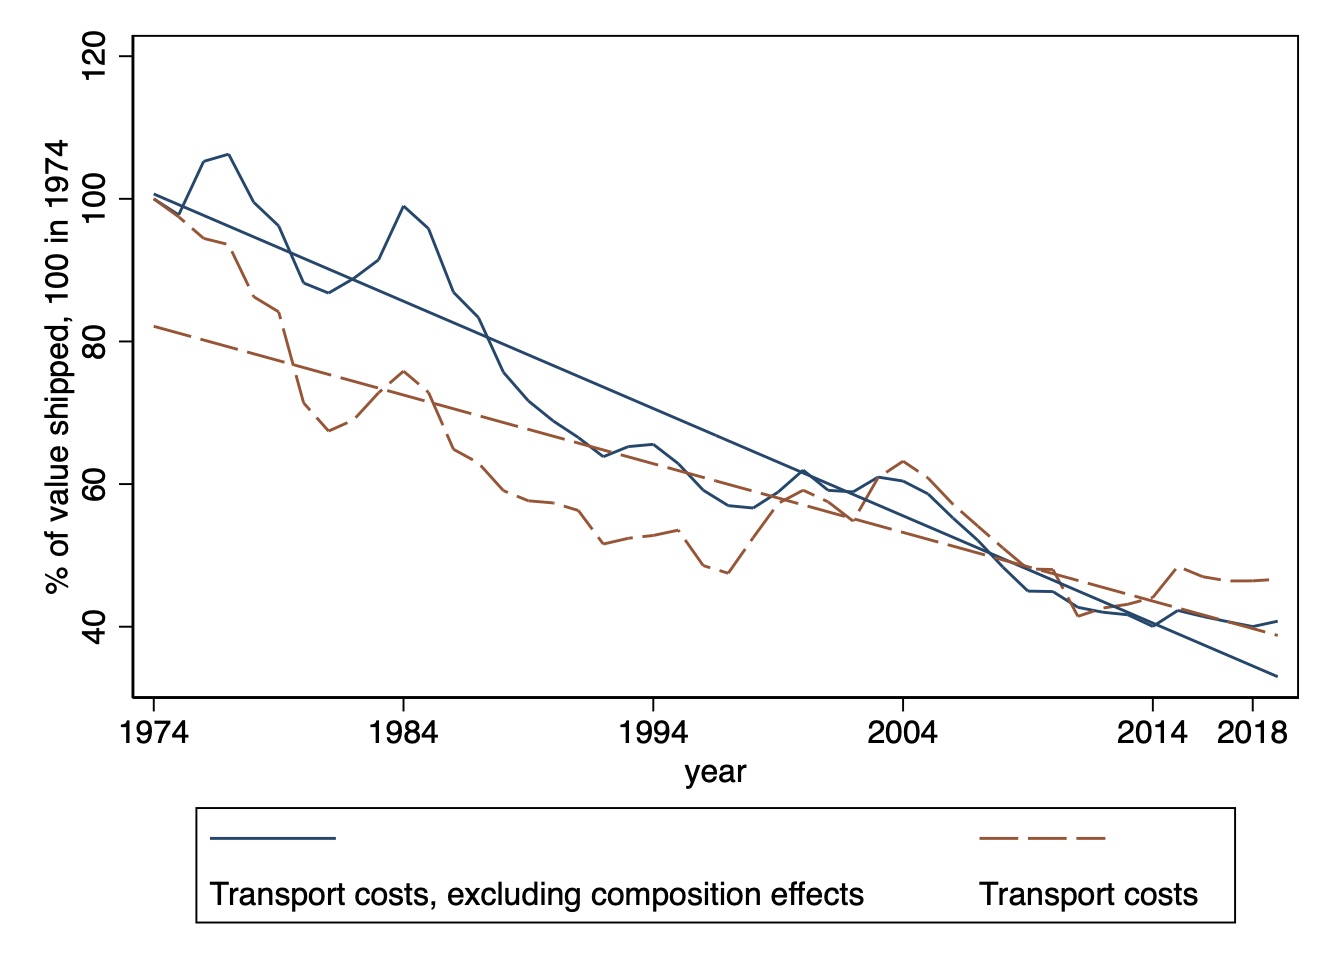 % of value shipped, 100 in 1974
120
100
80
60
40
1974 1984 1994 2004 2014 2018
year
Transport costs, excluding composition effects Transport costs